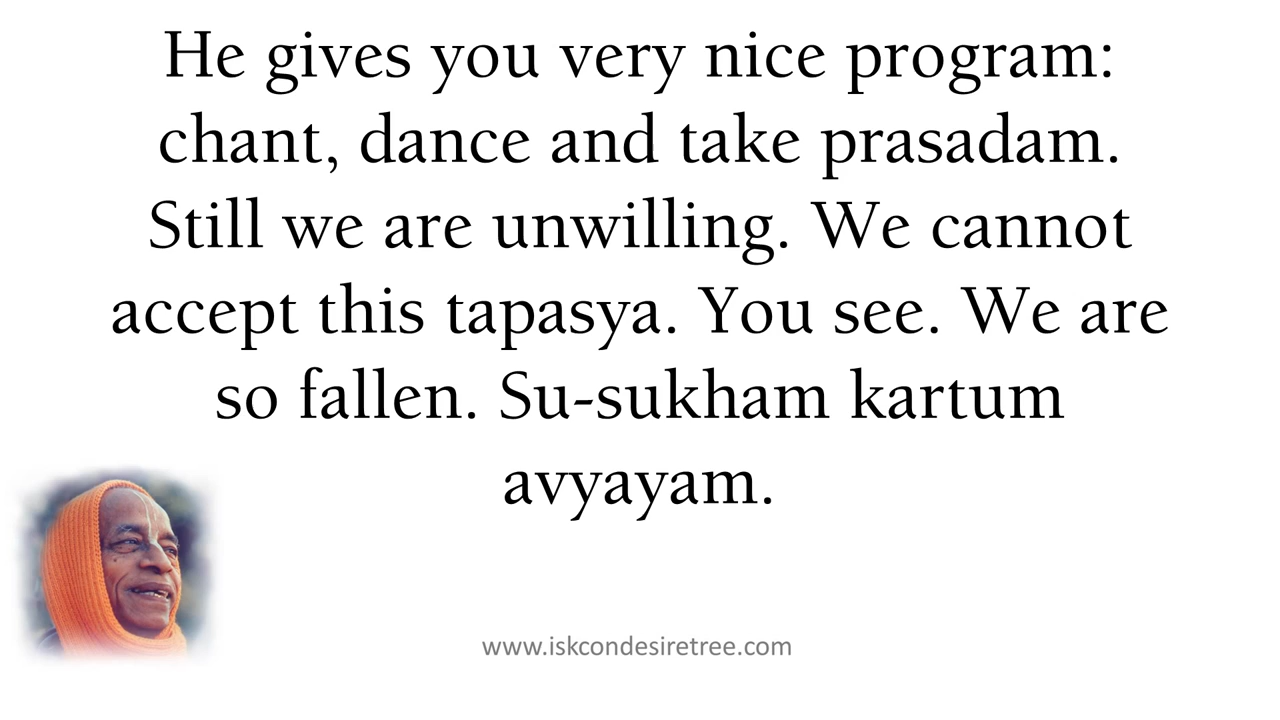 He gives you very nice program:
chant, dance and take prasadam.
Still we are unwilling. We cannot
accept this tapasya. You see. We are
so fallen. Su-sukham kartum
avyayam.
www.iskcondesiretree.com